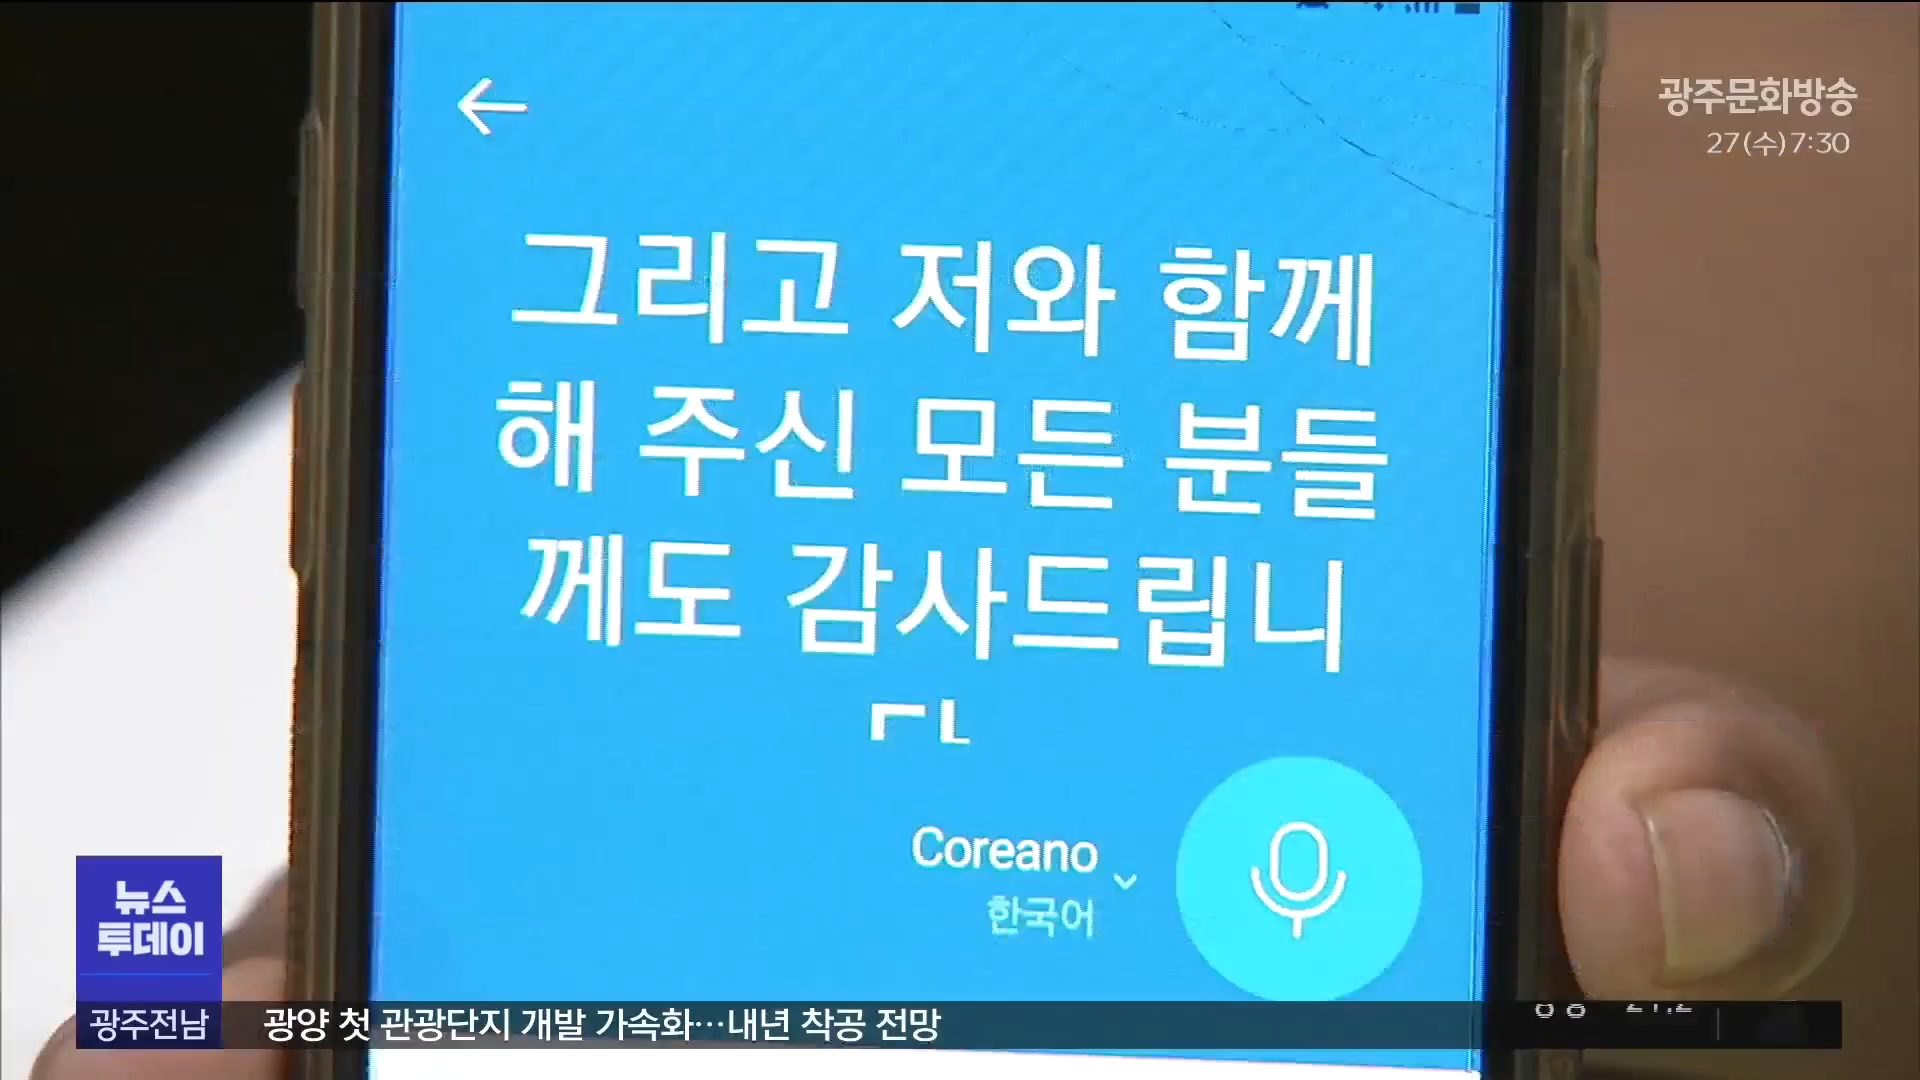 광주문화방송
27(수)7:30
그리고 저와 함께
해 주신 모든 분들
께도 감사드립니
Coreano
한국어
뉴스
투데이
광주전남
광양 첫 관광단지 개발 가속화…내년 착공 전망